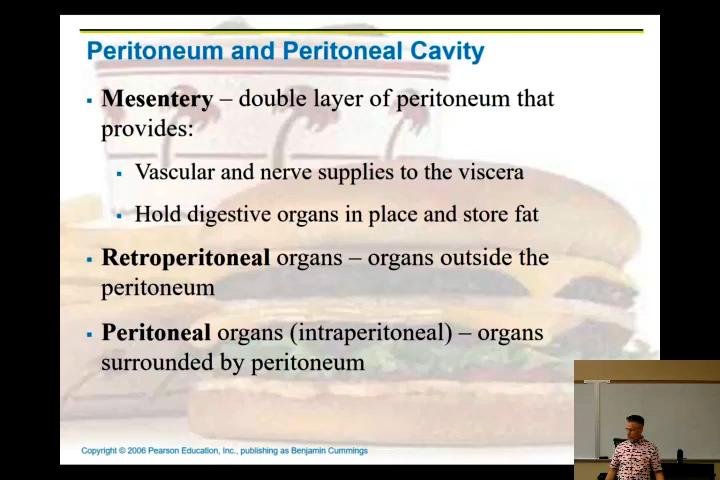 Peritoneum and Peritoneal Cavity
▪ Mesentery – double layer of peritoneum that
provides:
▪ Vascular and nerve supplies to the viscera
▪ Hold digestive organs in place and store fat
▪ Retroperitoneal organs – organs outside the
peritoneum
▪ Peritoneal organs (intraperitoneal) – organs
surrounded by peritoneum
Copyright © 2006 Pearson Education, Inc., publishing as Benjamin Cummings